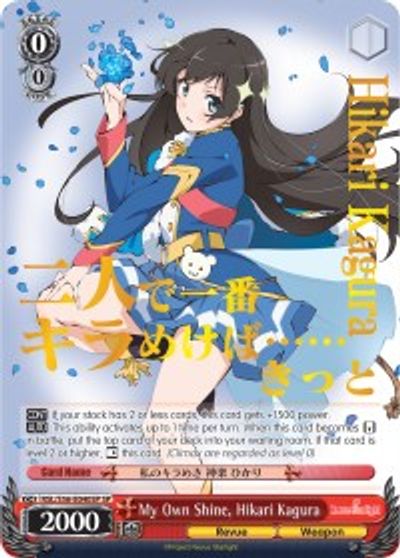 0
0
Hikari Kagura
二人で一番
キラめけば……
きっと
CONT If your stock has 2 or less cards, this card gets +1500 power.
AUTO This ability activates up to 1 time per turn. When this card becomes
in battle, put the top card of your deck into your waiting room. If that card is
level 2 or higher, this card. (Climax are regarded as level 0)
Card Name
私のキラめき 神楽 ひかり
2000
My Own Shine, Hikari Kagura
Revue
Weapon